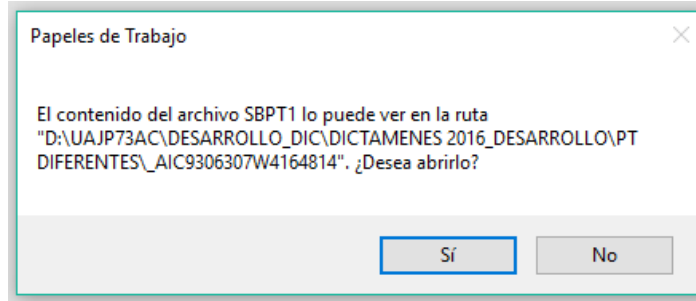 Papeles de Trabajo
El contenido del archivo SBPT1 lo puede ver en la ruta
"D:\UAJP73AC\DESARROLLO_DIC\DICTAMENES 2016_DESARROLLO\PT
DIFERENTES\_AIC9306307W4164814". ¿Desea abrirlo?
Sí
No